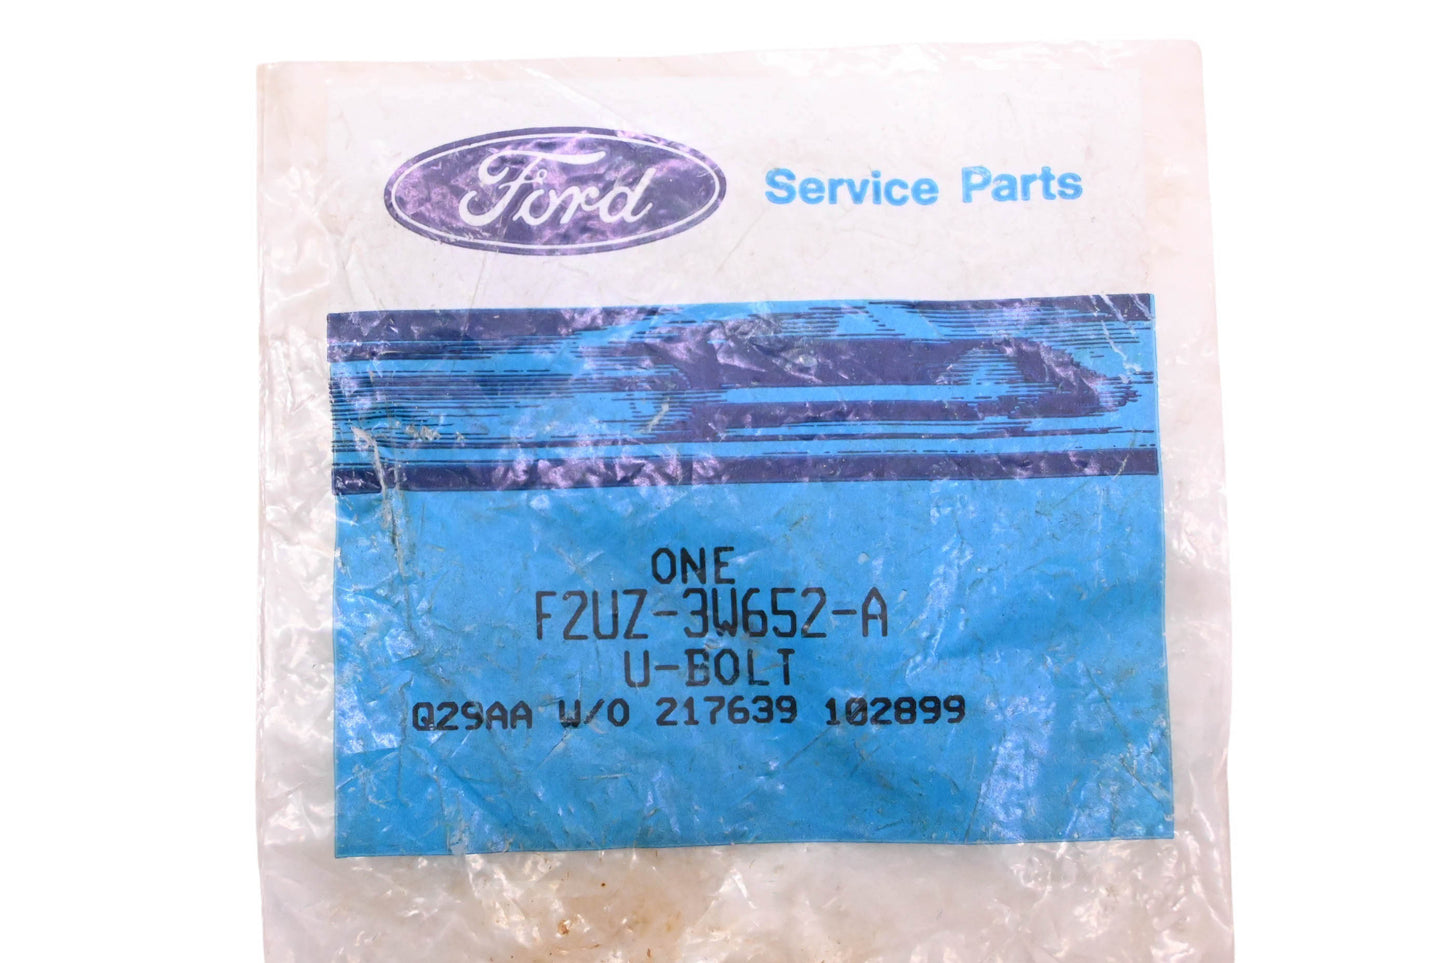 Ford Service Parts
ONE
F2UZ-3W652-A
U-BOLT
Q29AA W/O 217639 102899